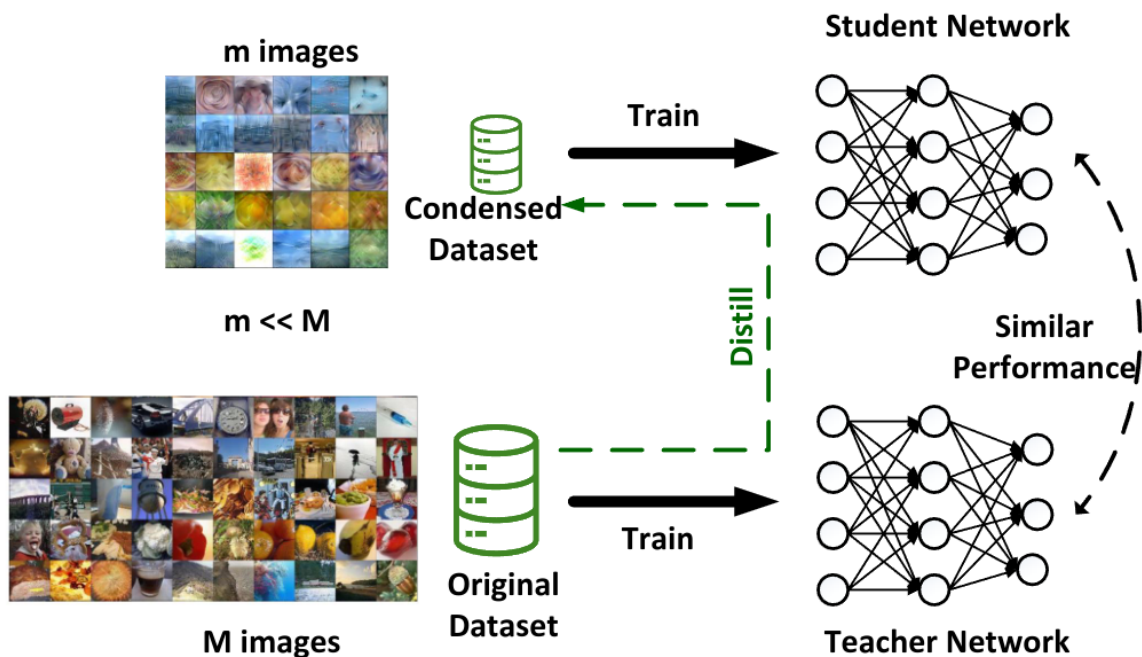 Student Network
m images
Train
Condensed
Dataset
Distill
m << M
Similar
Performance
Train
Original
Dataset
M images
Teacher Network